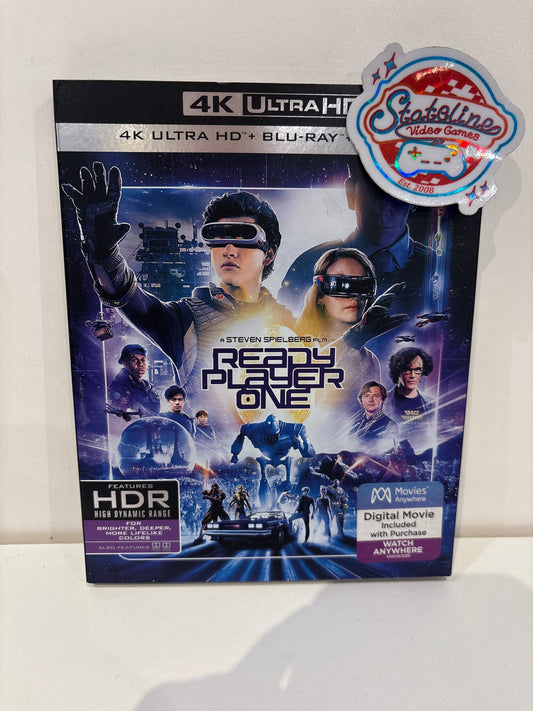 4K ULTRA HD
4K ULTRA HD + BLU-RAY +
Stateline
Video Games
Est. 2008
A STEVEN SPIELBERG FILM
READY
PLAYER
ONE
FEATURES
HDR
HIGH DYNAMIC RANGE
FOR
BRIGHTER, DEEPER,
MORE LIFELIKE
COLORS
ALSO FEATURES
Movies
Anywhere
Digital Movie
Included
with Purchase
WATCH
ANYWHERE